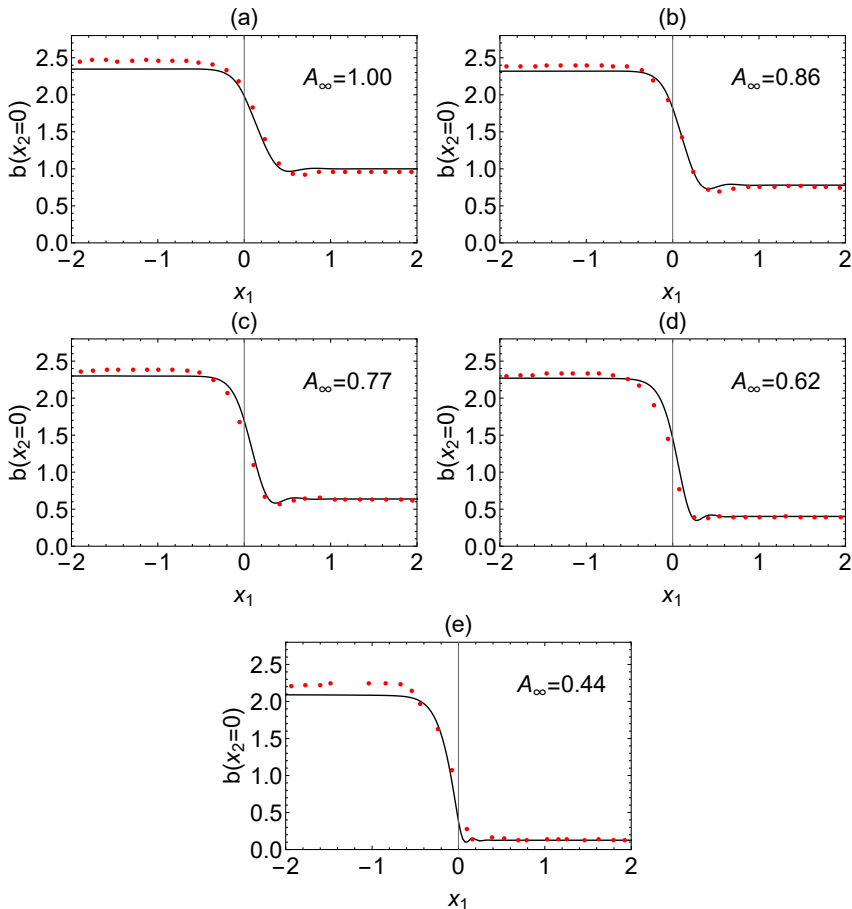 (a)
b(x₂=0)
2.5
2.0
1.5
1.0
0.5
0.0
A∞=1.00
−2 −1 0 1 2
x₁
(b)
b(x₂=0)
2.5
2.0
1.5
1.0
0.5
0.0
A∞=0.86
−2 −1 0 1 2
x₁
(c)
b(x₂=0)
2.5
2.0
1.5
1.0
0.5
0.0
A∞=0.77
−2 −1 0 1 2
x₁
(d)
b(x₂=0)
2.5
2.0
1.5
1.0
0.5
0.0
A∞=0.62
−2 −1 0 1 2
x₁
(e)
b(x₂=0)
2.5
2.0
1.5
1.0
0.5
0.0
A∞=0.44
−2 −1 0 1 2
x₁